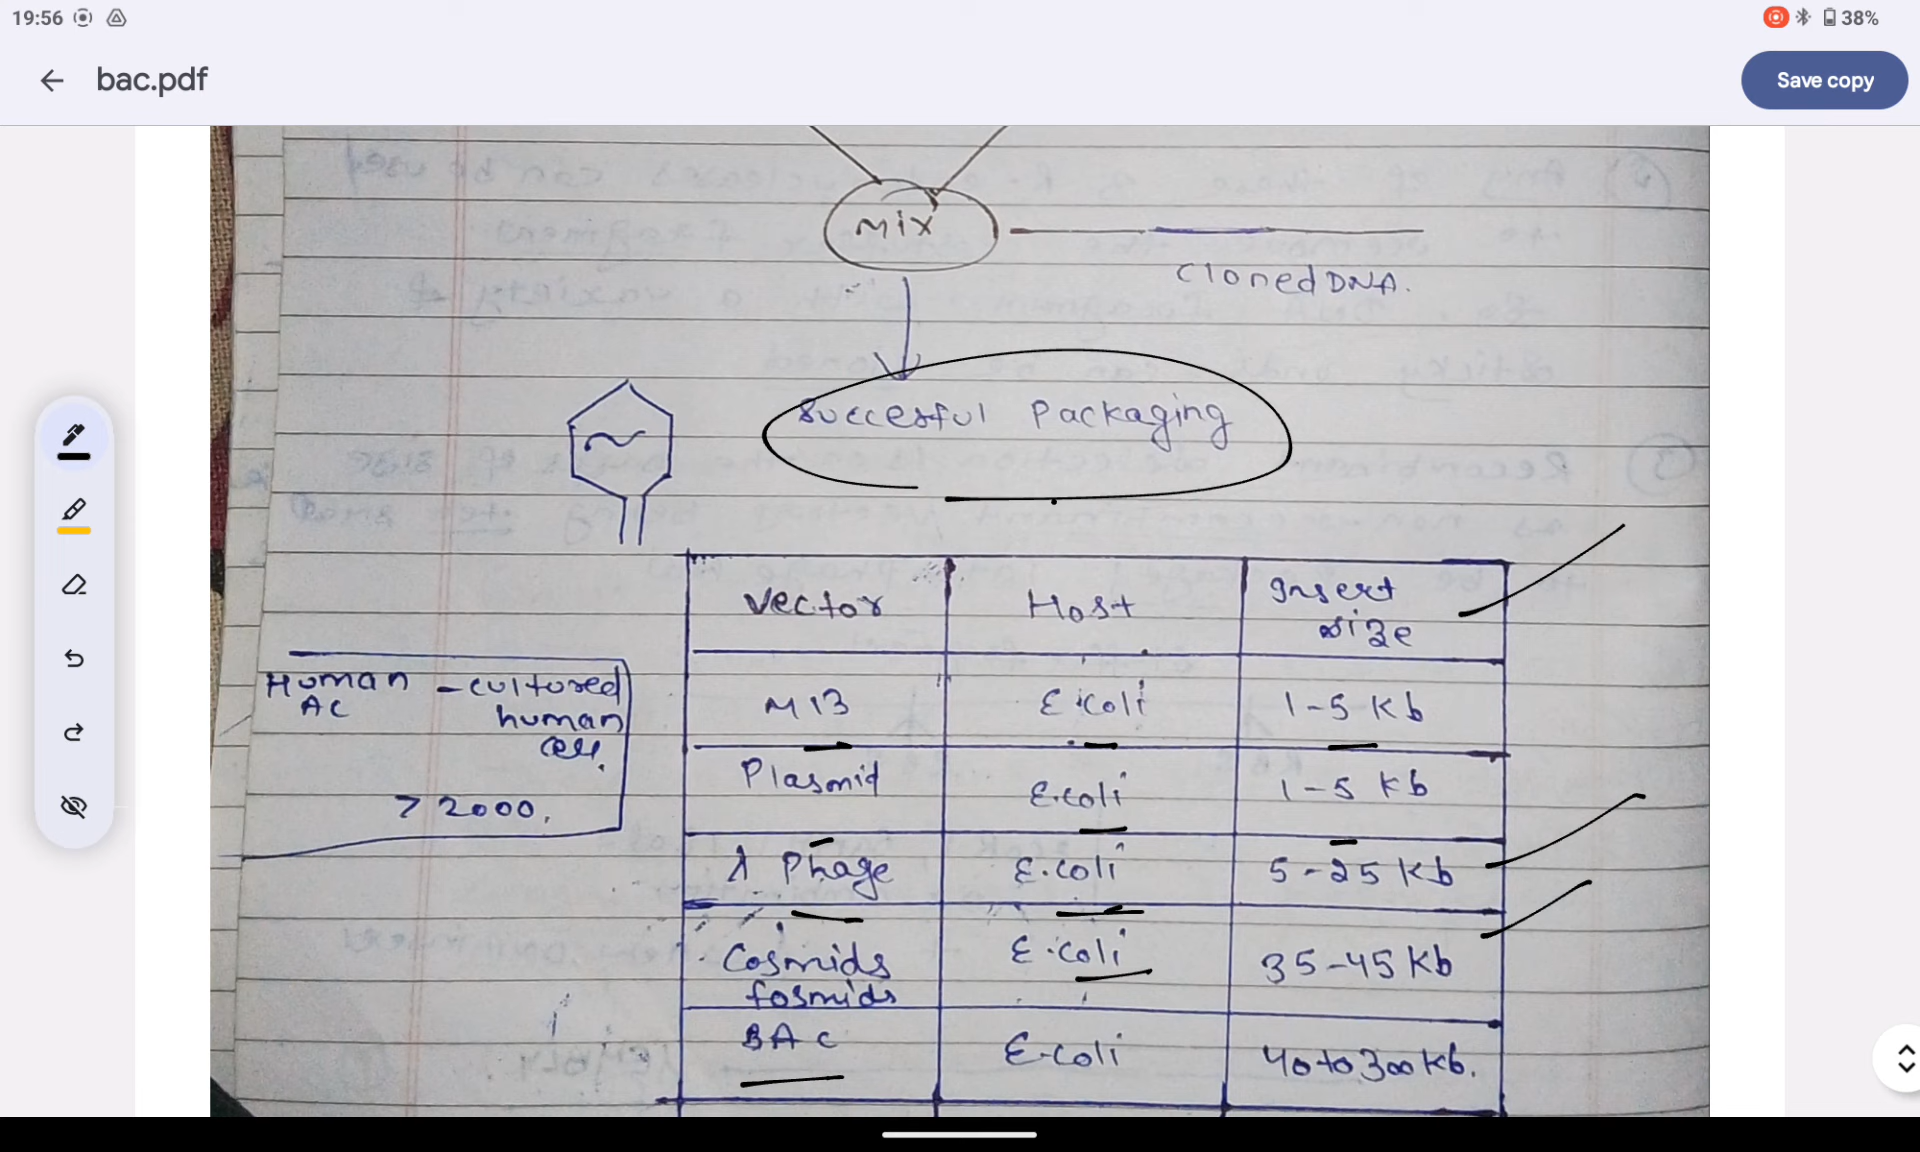 19:56
38%
bac.pdf
Save copy
Mix
Cloned DNA.
Succesful Packaging
Vector Host Insert size
M13 E.coli 1-5 Kb
Plasmid E.coli 1-5 Kb
λ Phage E.coli 5-25 Kb
Cosmids fosmids E.coli 35-45 Kb
BAC E.coli 40 to 300 Kb.
Human AC - cultured human cell.
> 2000.